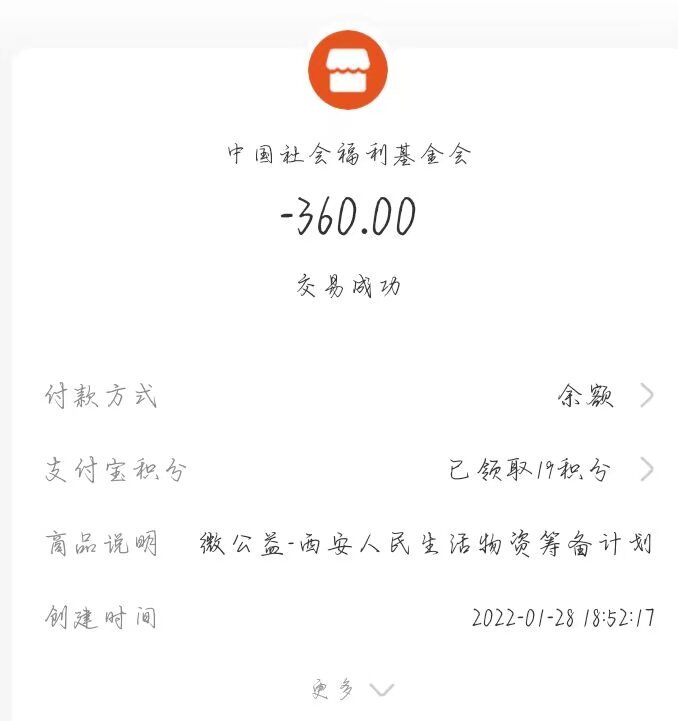 中国社会福利基金会
-360.00
交易成功
付款方式 余额
支付宝积分 已领取19积分
商品说明 微公益-西安人民生活物资筹备计划
创建时间 2022-01-28 18:52:17
更多